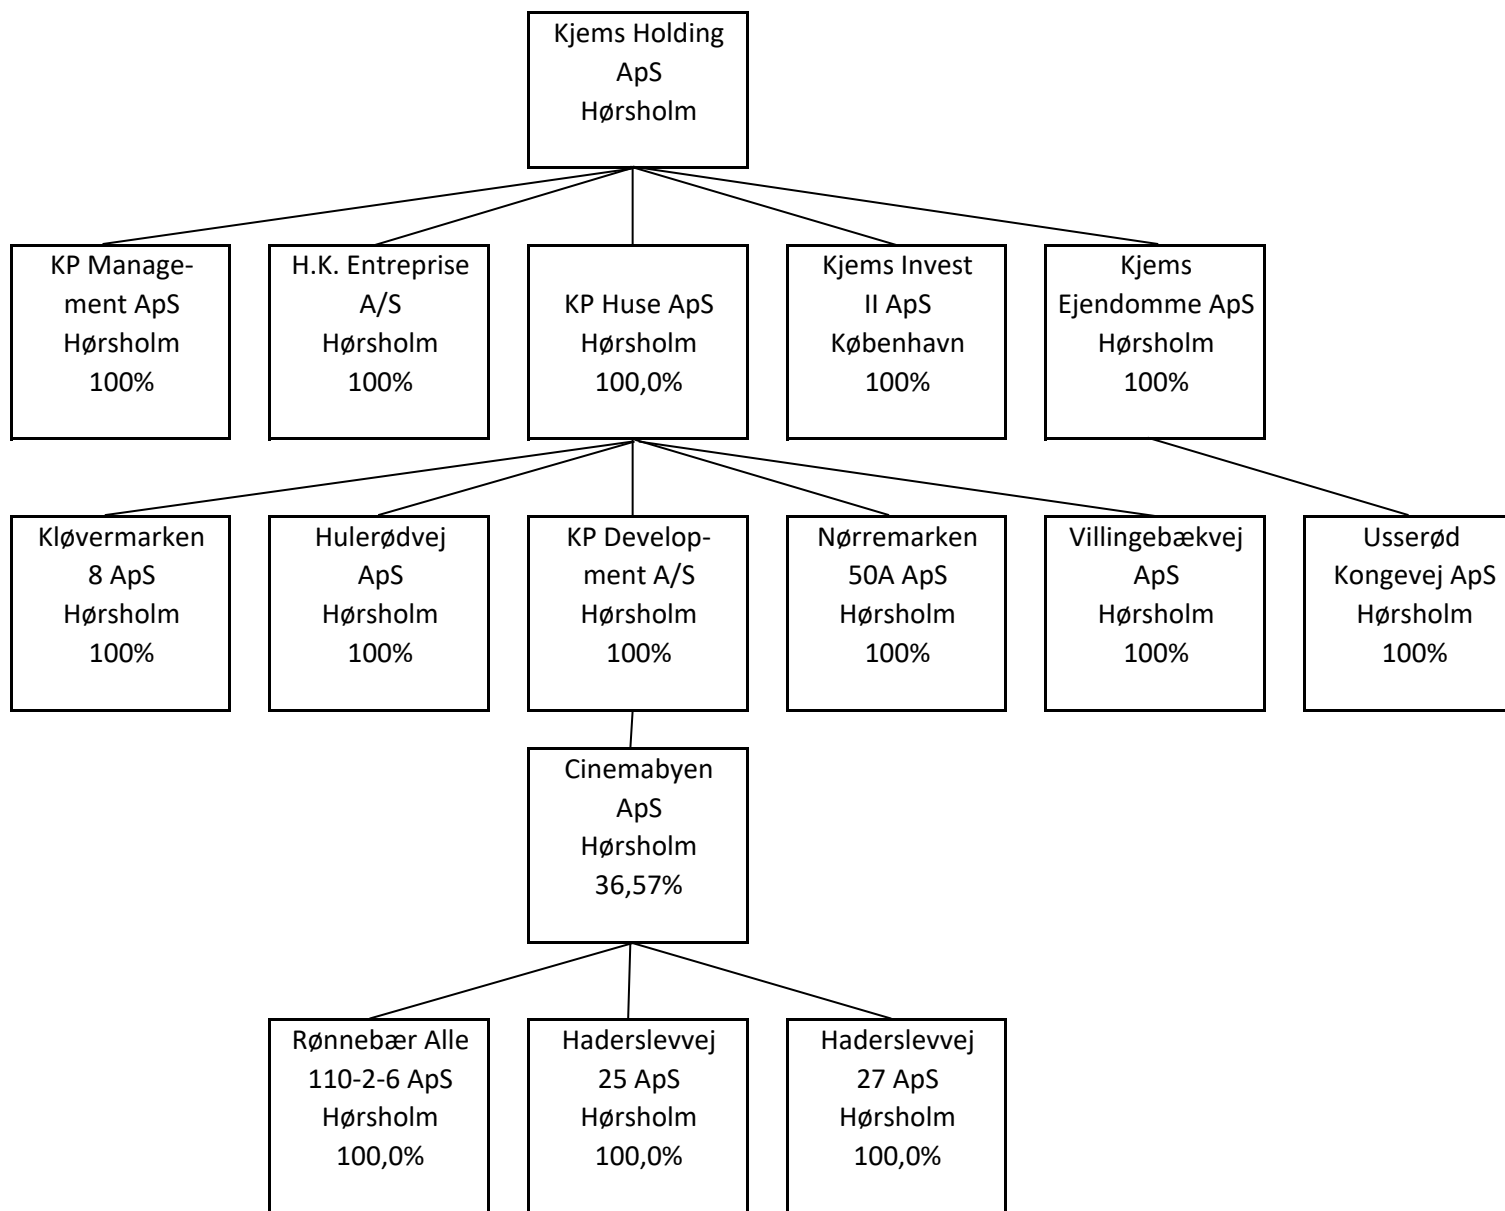 Kjems Holding
ApS
Hørsholm
KP Manage-
ment ApS
Hørsholm
100%
H.K. Entreprise
A/S
Hørsholm
100%
KP Huse ApS
Hørsholm
100,0%
Kjems Invest
II ApS
København
100%
Kjems
Ejendomme ApS
Hørsholm
100%
Kløvermarken
8 ApS
Hørsholm
100%
Hulerødvej
ApS
Hørsholm
100%
KP Develop-
ment A/S
Hørsholm
100%
Nørremarken
50A ApS
Hørsholm
100%
Villingebækvej
ApS
Hørsholm
100%
Usserød
Kongevej ApS
Hørsholm
100%
Cinemabyen
ApS
Hørsholm
36,57%
Rønnebær Alle
110-2-6 ApS
Hørsholm
100,0%
Haderslevvej
25 ApS
Hørsholm
100,0%
Haderslevvej
27 ApS
Hørsholm
100,0%